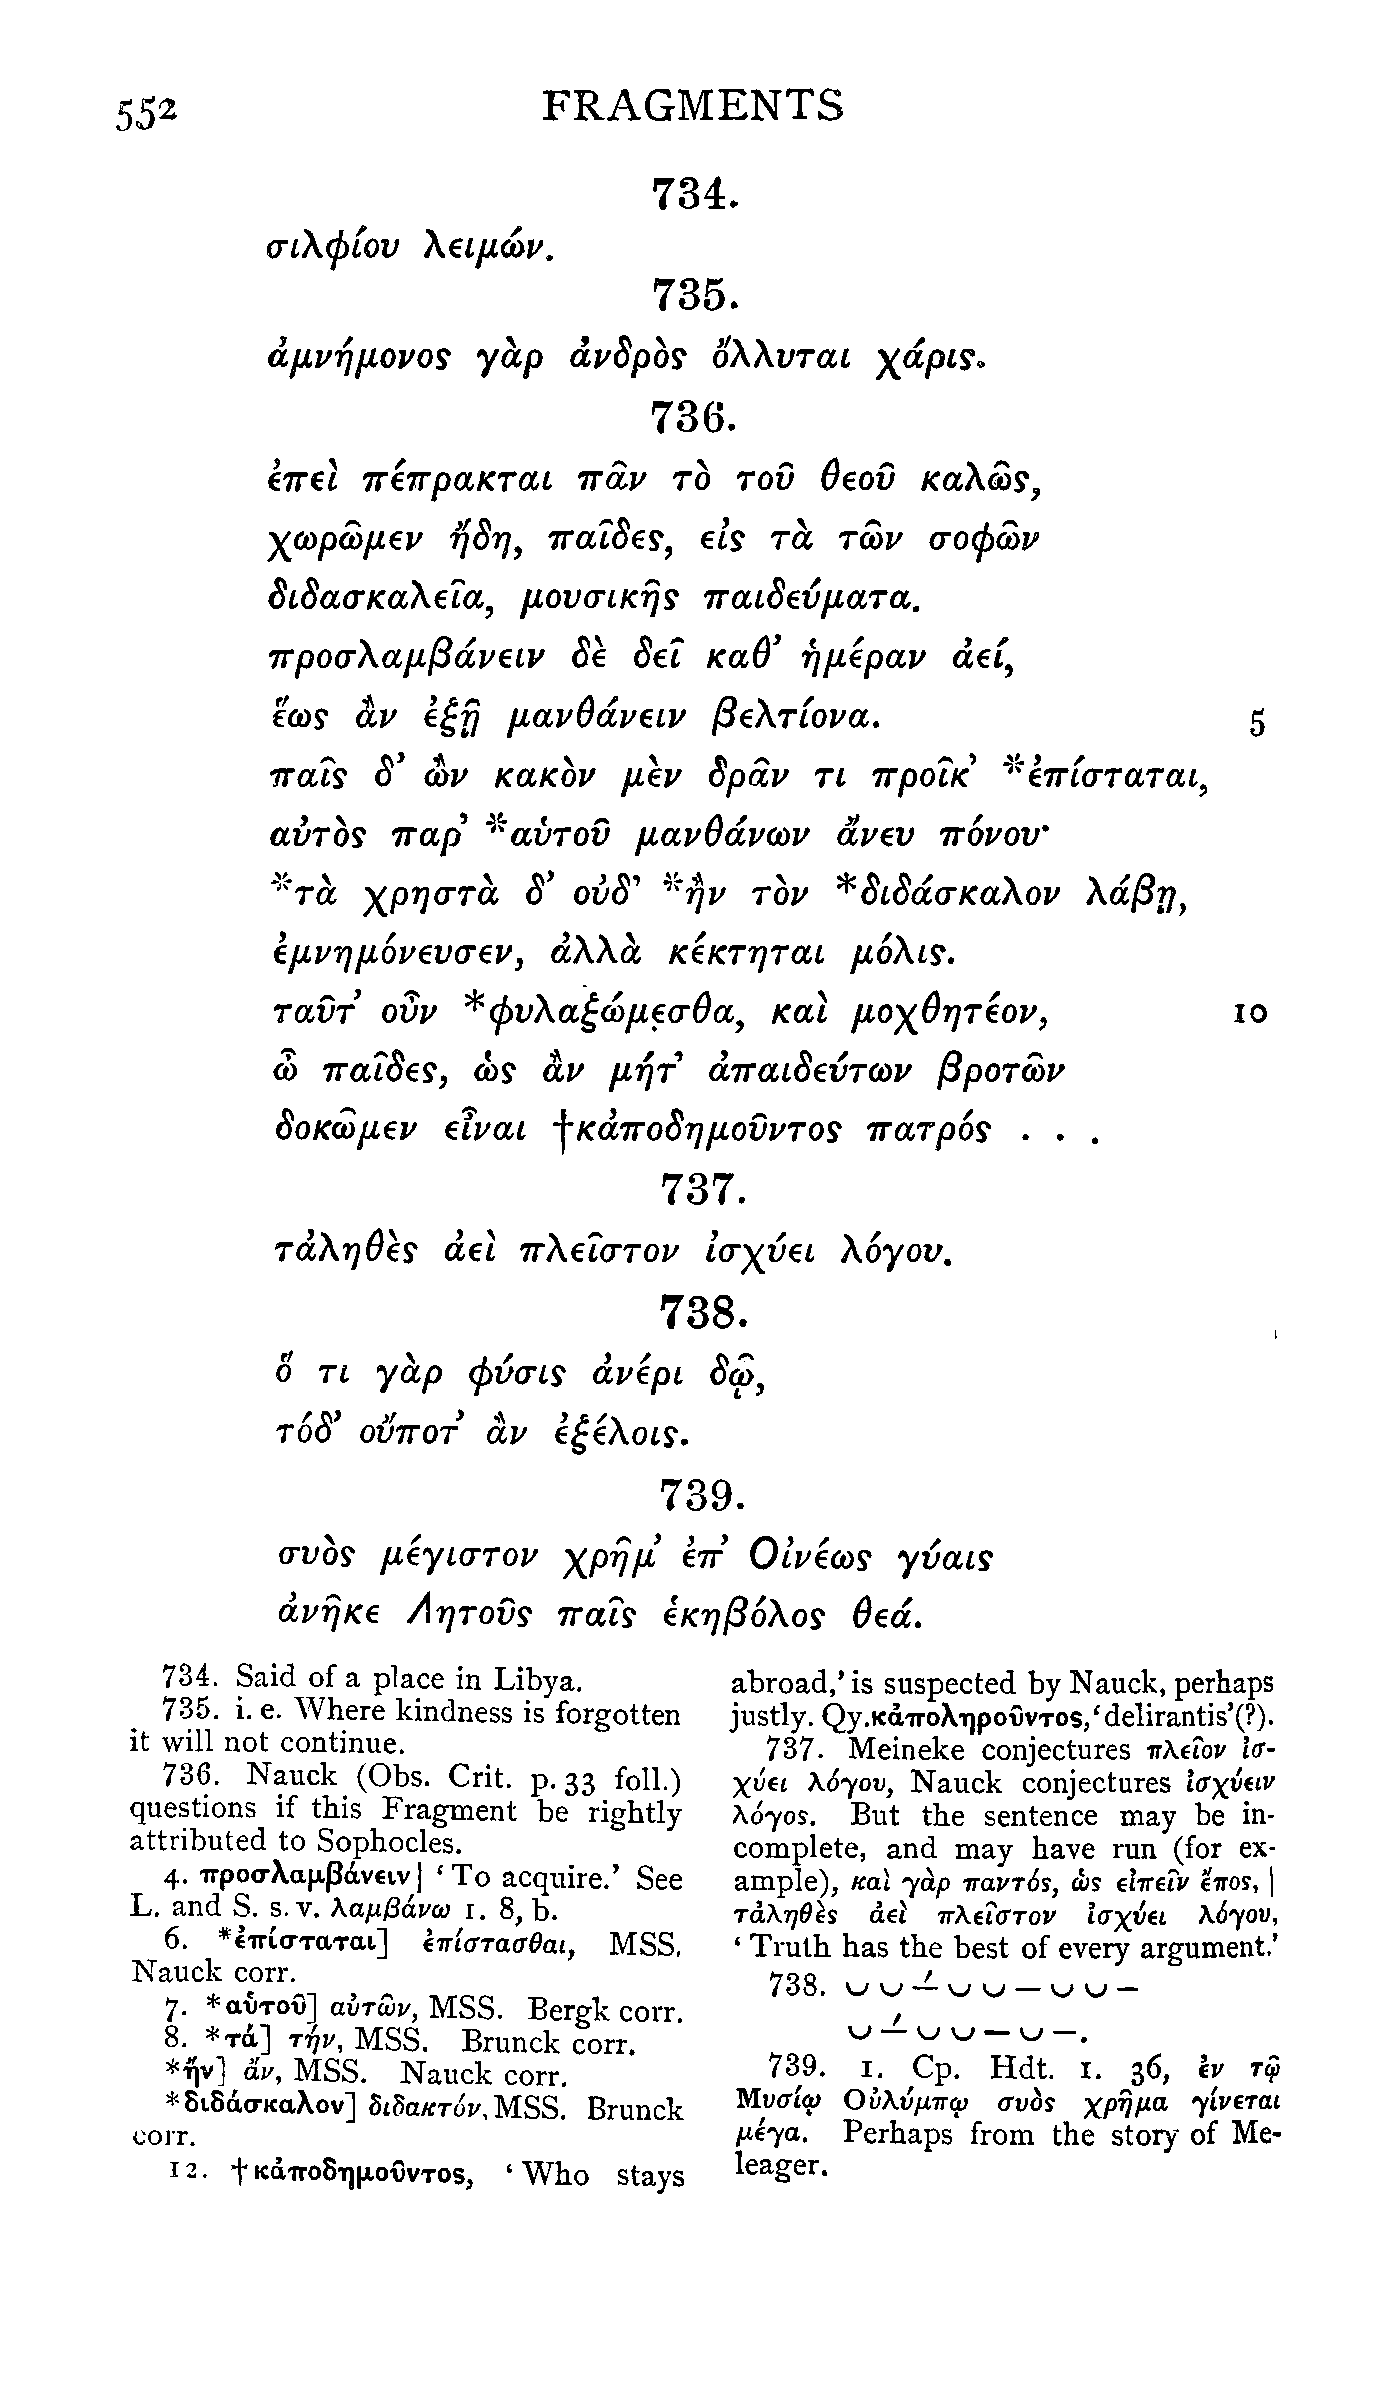 552
FRAGMENTS
734.
σιλφίου λειμών.
735.
ἀμνήμονος γὰρ ἀνδρὸς ὄλλυται χάρις.
736.
ἐπεὶ πέπρακται πᾶν τὸ τοῦ θεοῦ καλῶς,
χωρῶμεν ἤδη, παῖδες, εἰς τὰ τῶν σοφῶν
διδασκαλεῖα, μουσικῆς παιδεύματα.
προσλαμβάνειν δὲ δεῖ καθ’ ἡμέραν ἀεί,
ἕως ἂν ἐξῇ μανθάνειν βελτίονα.
5
παῖς δ’ ὢν κακὸν μὲν δρᾶν τι προῖκ’ *ἐπίσταται,
αὐτὸς παρ’ *αὑτοῦ μανθάνων ἄνευ πόνου·
*τὰ χρηστὰ δ’ οὐδ’ *ἢν τὸν *διδάσκαλον λάβῃ,
ἐμνημόνευσεν, ἀλλὰ κέκτηται μόλις.
ταῦτ’ οὖν *φυλαξώμεσθα, καὶ μοχθητέον,
10
ὦ παῖδες, ὡς ἂν μήτ’ ἀπαιδεύτων βροτῶν
δοκῶμεν εἶναι †κἀποδημοῦντος πατρός . . .
737.
τἀληθὲς ἀεὶ πλεῖστον ἰσχύει λόγου.
738.
ὅ τι γὰρ φύσις ἀνέρι δῷ,
τόδ’ οὔποτ’ ἂν ἐξέλοις.
739.
συὸς μέγιστον χρῆμ’ ἐπ’ Οἰνέως γύαις
ἀνῆκε Λητοῦς παῖς ἑκηβόλος θεά.
734. Said of a place in Libya.
735. i. e. Where kindness is forgotten
it will not continue.
736. Nauck (Obs. Crit. p. 33 foll.)
questions if this Fragment be rightly
attributed to Sophocles.
4. προσλαμβάνειν] ‘To acquire.’ See
L. and S. s. v. λαμβάνω I. 8, b.
6. *ἐπίσταται] ἐπίστασθαι, MSS.
Nauck corr.
7. *αὑτοῦ] αὐτῶν, MSS. Bergk corr.
8. *τά] τήν, MSS. Brunck corr.
*ἤν] ἄν, MSS. Nauck corr.
*διδάσκαλον] διδακτόν, MSS. Brunck
corr.
12. †κἀποδημοῦντος, ‘Who stays
abroad,’ is suspected by Nauck, perhaps
justly. Qy. κἀποληροῦντος, ‘delirantis’(?).
737. Meineke conjectures πλεῖον ἰσ-
χύει λόγου, Nauck conjectures ἰσχύειν
λόγος. But the sentence may be in-
complete, and may have run (for ex-
ample), καὶ γὰρ παντός, ὡς εἰπεῖν ἔπος, |
τἀληθὲς ἀεὶ πλεῖστον ἰσχύει λόγου,
‘Truth has the best of every argument.’
738. ⏑ ⏑ –́ ⏑ ⏑ – ⏑ ⏑ –
⏑ –́ ⏑ ⏑ – ⏑ –.
739. 1. Cp. Hdt. 1. 36, ἐν τῷ
Μυσίῳ Οὐλύμπῳ συὸς χρῆμα γίνεται
μέγα. Perhaps from the story of Me-
leager.